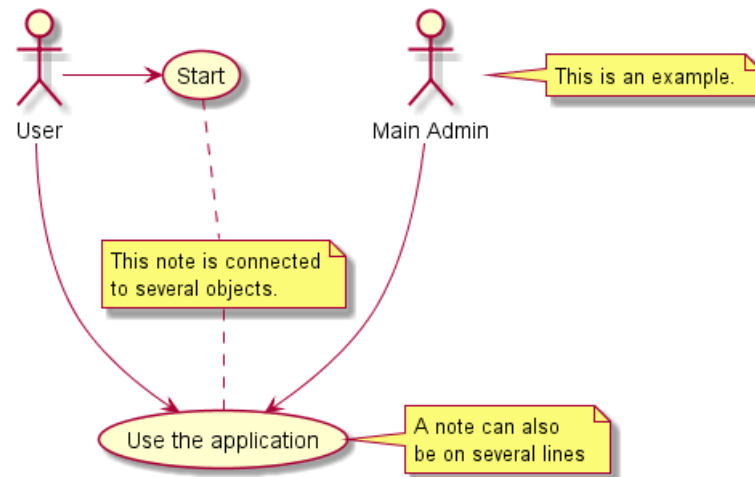 Start
This is an example.
User
Main Admin
This note is connected
to several objects.
Use the application
A note can also
be on several lines